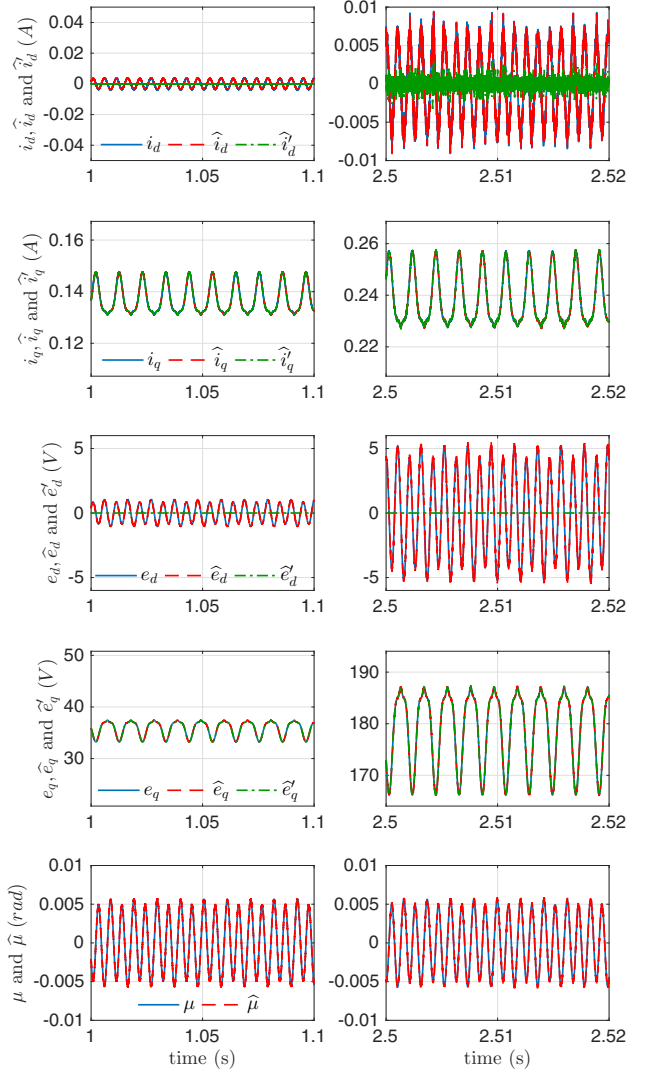 i_d, î_d and î′_d (A)
0.04 0.02 0 -0.02 -0.04
i_d î_d î′_d
1 1.05 1.1
0.01 0.005 0 -0.005 -0.01
2.5 2.51 2.52
i_q, î_q and î′_q (A)
0.16 0.14 0.12
i_q î_q î′_q
1 1.05 1.1
0.26 0.24 0.22
2.5 2.51 2.52
e_d, ê_d and ê′_d (V)
5 0 -5
e_d ê_d ê′_d
1 1.05 1.1
5 0 -5
2.5 2.51 2.52
e_q, ê_q and ê′_q (V)
50 40 30
e_q ê_q ê′_q
1 1.05 1.1
190 180 170
2.5 2.51 2.52
μ and μ̂ (rad)
0.01 0.005 0 -0.005 -0.01
μ μ̂
1 1.05 1.1
time (s)
0.01 0.005 0 -0.005 -0.01
2.5 2.51 2.52
time (s)